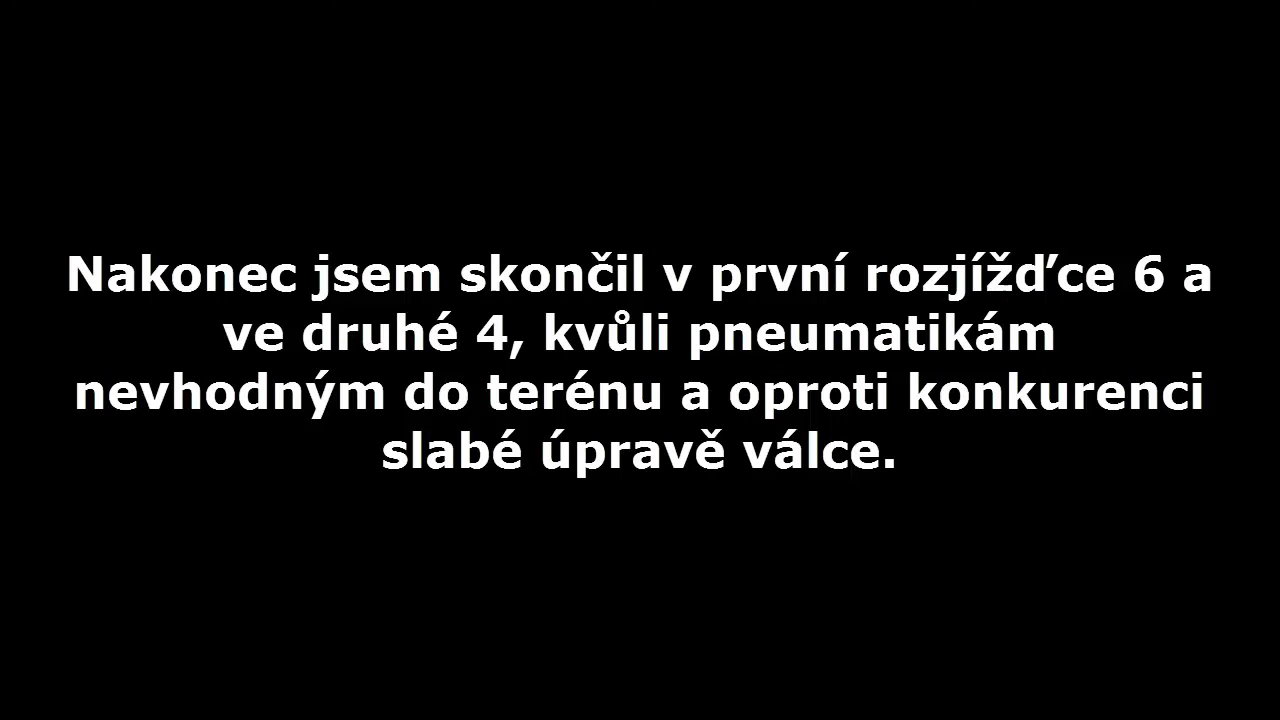 Nakonec jsem skončil v první rozjížďce 6 a
ve druhé 4, kvůli pneumatikám
nevhodným do terénu a oproti konkurenci
slabé úpravě válce.